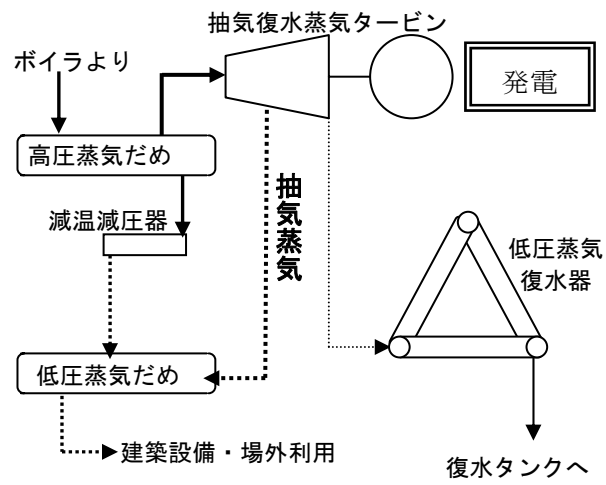 抽気復水蒸気タービン
ボイラより
発電
高圧蒸気だめ
抽気蒸気
減温減圧器
低圧蒸気
復水器
低圧蒸気だめ
建築設備・場外利用
復水タンクへ